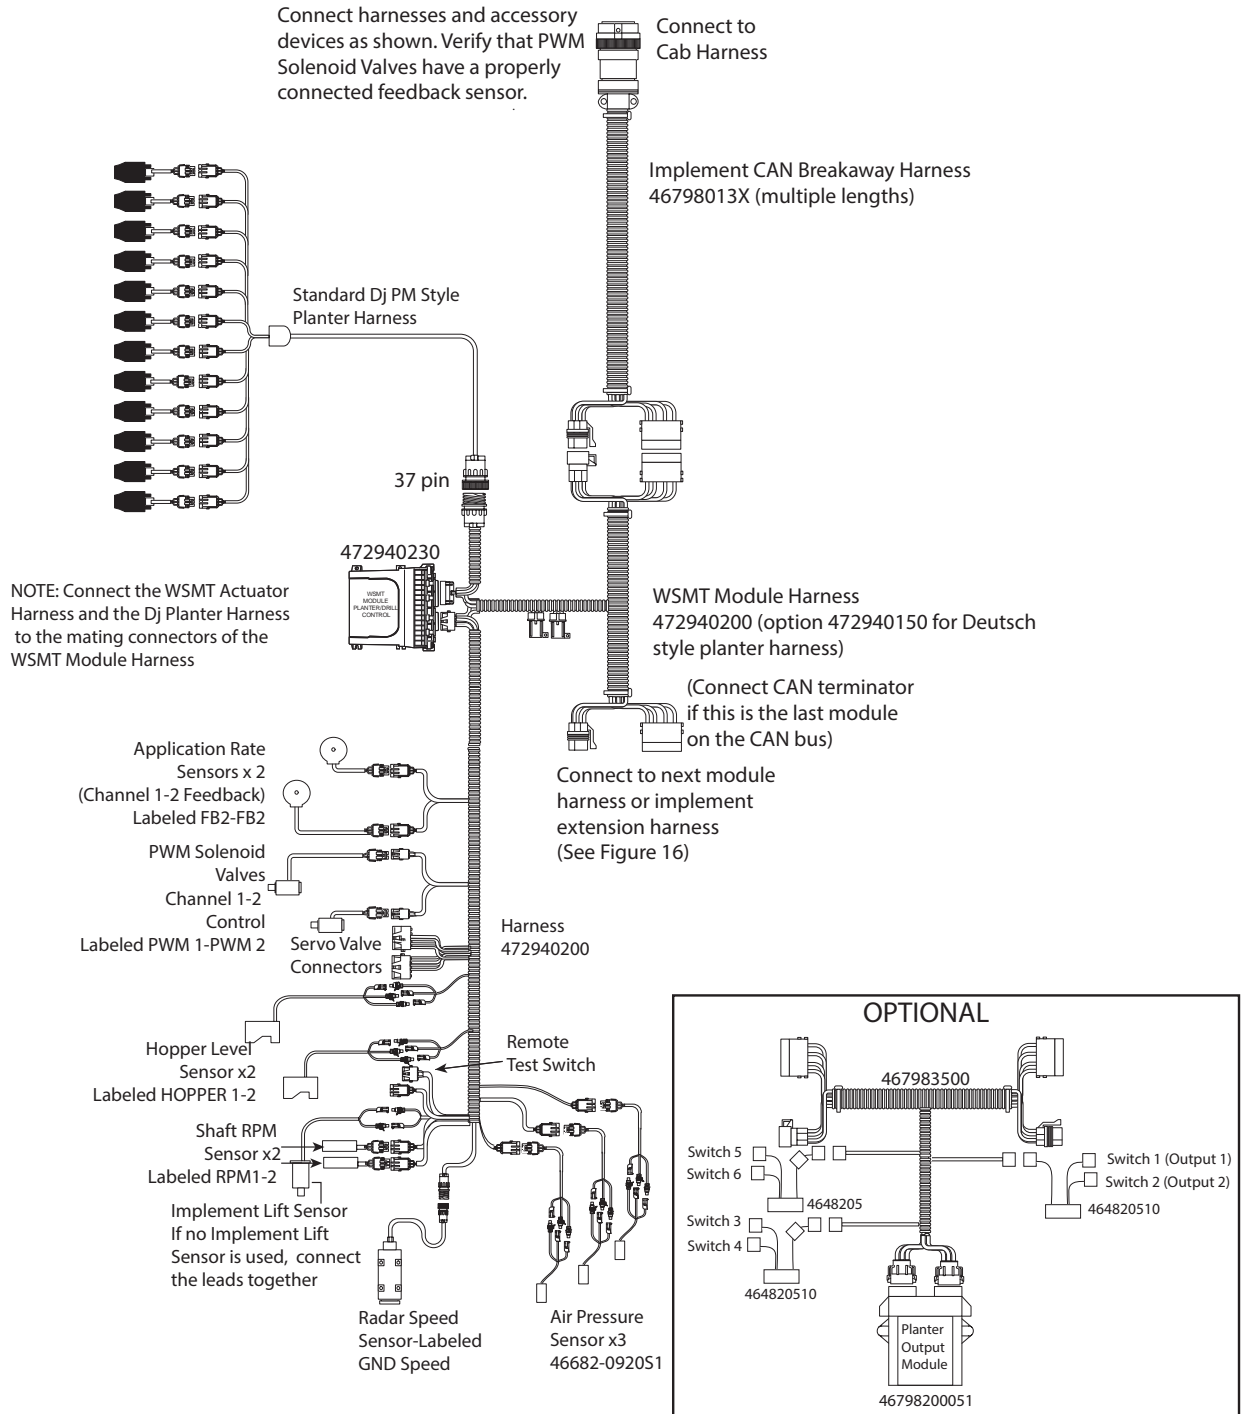 Connect harnesses and accessory
devices as shown. Verify that PWM
Solenoid Valves have a properly
connected feedback sensor.
Connect to
Cab Harness
Implement CAN Breakaway Harness
46798013X (multiple lengths)
Standard Dj PM Style
Planter Harness
37 pin
472940230
WSMT
MODULE
PLANTER/DRILL
CONTROL
NOTE: Connect the WSMT Actuator
Harness and the Dj Planter Harness
to the mating connectors of the
WSMT Module Harness
WSMT Module Harness
472940200 (option 472940150 for Deutsch
style planter harness)
(Connect CAN terminator
if this is the last module
on the CAN bus)
Connect to next module
harness or implement
extension harness
(See Figure 16)
Application Rate
Sensors x 2
(Channel 1-2 Feedback)
Labeled FB2-FB2
PWM Solenoid
Valves
Channel 1-2
Control
Labeled PWM 1-PWM 2
Servo Valve
Connectors
Harness
472940200
Hopper Level
Sensor x2
Labeled HOPPER 1-2
Remote
Test Switch
Shaft RPM
Sensor x2
Labeled RPM1-2
Implement Lift Sensor
If no Implement Lift
Sensor is used, connect
the leads together
Radar Speed
Sensor-Labeled
GND Speed
Air Pressure
Sensor x3
46682-0920S1
OPTIONAL
467983500
Switch 5
Switch 6
4648205
Switch 1 (Output 1)
Switch 2 (Output 2)
464820510
Switch 3
Switch 4
464820510
Planter
Output
Module
46798200051